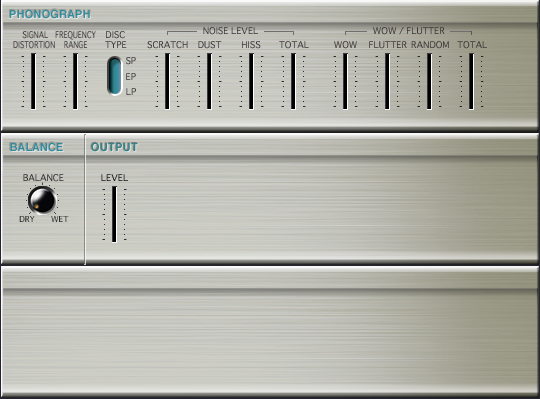 PHONOGRAPH
SIGNAL DISTORTION
FREQUENCY RANGE
DISC TYPE
SP
EP
LP
NOISE LEVEL
SCRATCH DUST HISS TOTAL
WOW / FLUTTER
WOW FLUTTER RANDOM TOTAL
BALANCE
OUTPUT
BALANCE
DRY WET
LEVEL